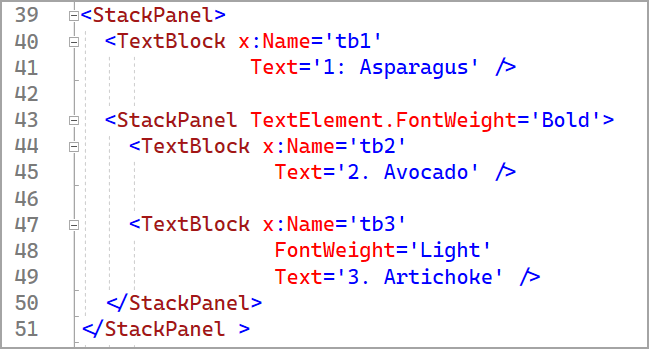 39 <StackPanel>
40 <TextBlock x:Name='tb1'
41 Text='1: Asparagus' />
42
43 <StackPanel TextElement.FontWeight='Bold'>
44 <TextBlock x:Name='tb2'
45 Text='2. Avocado' />
46
47 <TextBlock x:Name='tb3'
48 FontWeight='Light'
49 Text='3. Artichoke' />
50 </StackPanel>
51 </StackPanel >